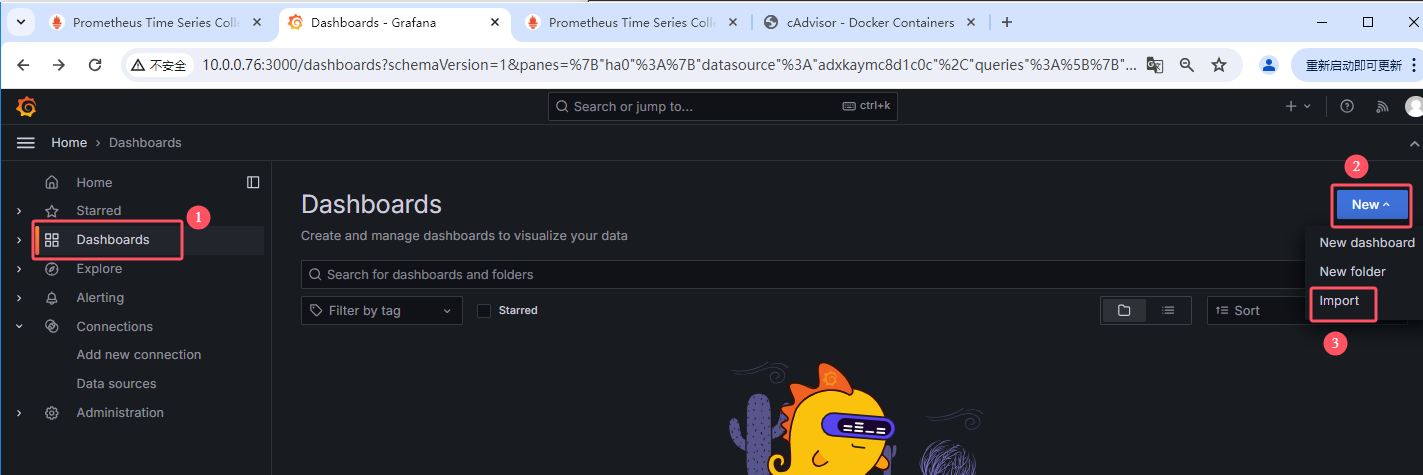 Prometheus Time Series Colle
Dashboards - Grafana
Prometheus Time Series Colle
cAdvisor - Docker Containers
不安全
10.0.0.76:3000/dashboards?schemaVersion=1&panes=%7B"ha0"%3A%7B"datasource"%3A"adxkaymc8d1c0c"%2C"queries"%3A%5B%7B"...
重新启动即可更新
Search or jump to...
ctrl+k
Home › Dashboards
Home
Starred
Dashboards
1
Explore
Alerting
Connections
Add new connection
Data sources
Administration
Dashboards
Create and manage dashboards to visualize your data
Search for dashboards and folders
Filter by tag
Starred
Sort
2
New
New dashboard
New folder
Import
3